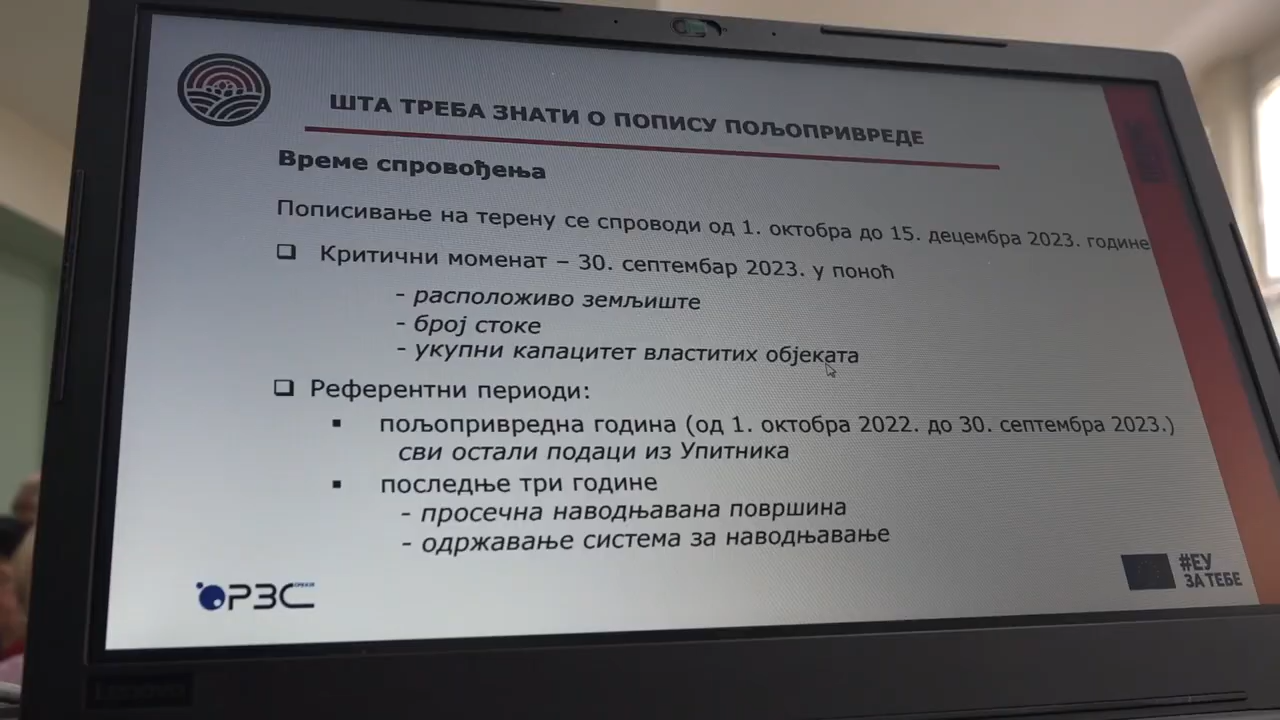 ШТА ТРЕБА ЗНАТИ О ПОПИСУ ПОЉОПРИВРЕДЕ
Време спровођења
Пописивање на терену се спроводи од 1. октобра до 15. децембра 2023. године
Критични моменат – 30. септембар 2023. у поноћ
- расположиво земљиште
- број стоке
- укупни капацитет властитих објеката
Референтни периоди:
пољопривредна година (од 1. октобра 2022. до 30. септембра 2023.)
сви остали подаци из Упитника
последње три године
- просечна наводњавана површина
- одржавање система за наводњавање
РЗС
#ЕУ
ЗА ТЕБЕ
Lenovo